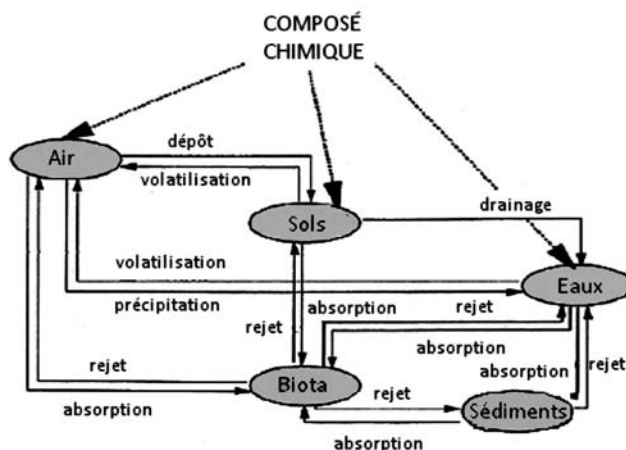 COMPOSÉ
CHIMIQUE
Air
dépôt
volatilisation
Sols
drainage
volatilisation
précipitation
Eaux
absorption
rejet
rejet
absorption
rejet
absorption
Biota
absorption
rejet
rejet
Sédiments
absorption